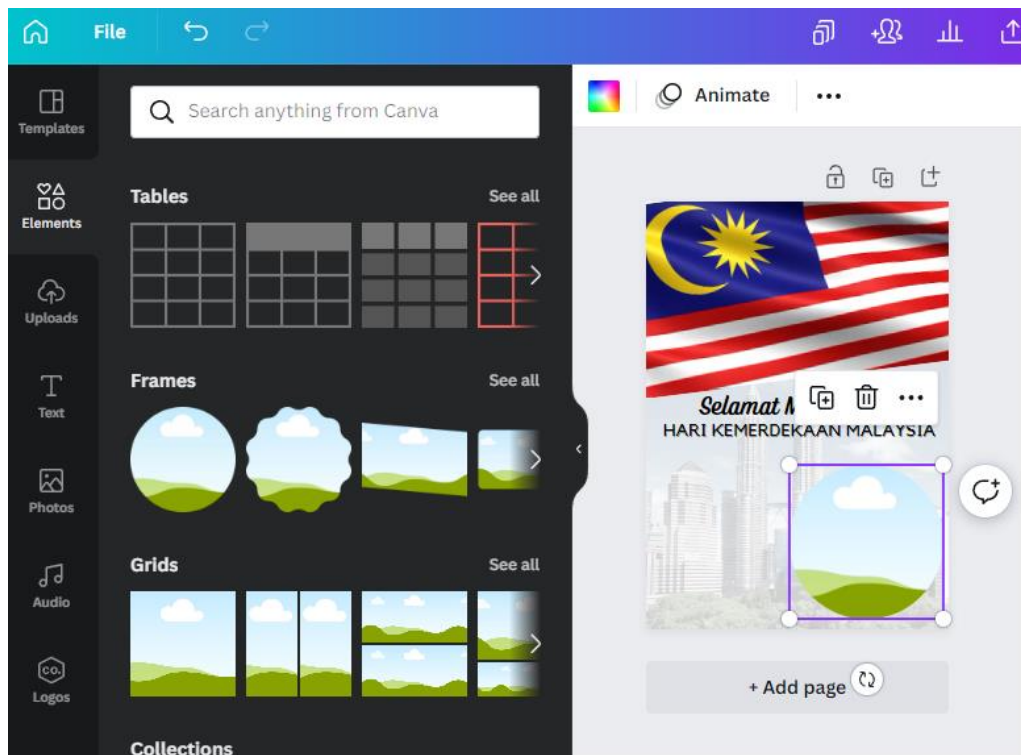 File
Templates
Elements
Uploads
Text
Photos
Audio
CO.
Logos
Search anything from Canva
Tables
See all
Frames
See all
Grids
See all
Collections
Animate
Selamat M
HARI KEMERDEKAAN MALAYSIA
+ Add page